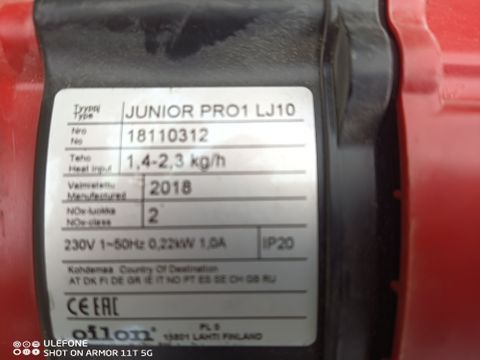 Tyyppi
Type
JUNIOR PRO1 LJ10
Nro
No
18110312
Teho
Heat input
1,4-2,3 kg/h
Valmistettu
Manufactured
2018
NOx-luokka
NOx-class
2
230V 1~50Hz 0,22kW 1,0A
IP20
Kohdemaa Country Of Destination
AT DK FI DE GR IE IT NO PT ES SE CH GB RU
CE EAC
oilon
PL 5
15801 LAHTI FINLAND
ULEFONE
SHOT ON ARMOR 11T 5G